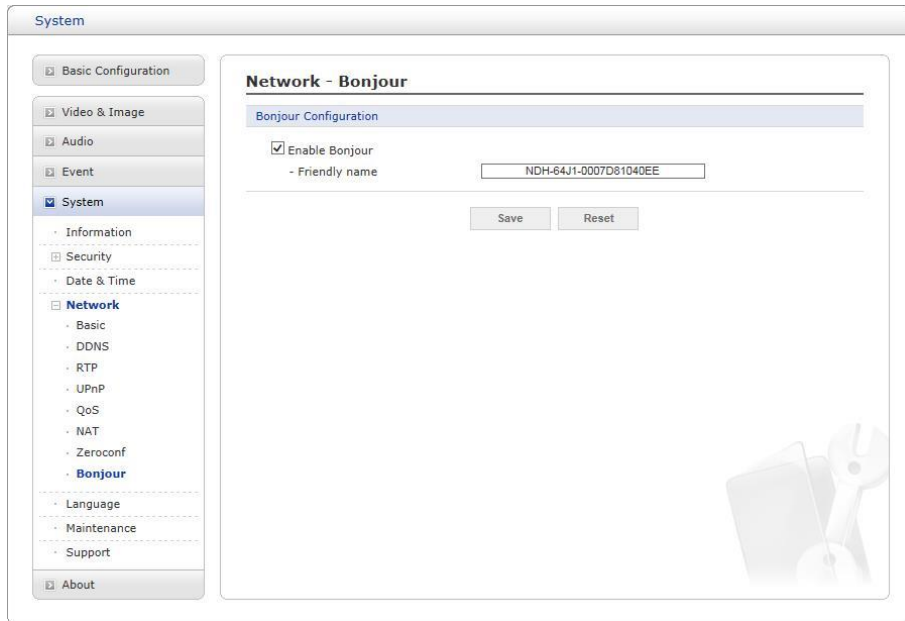 System
Basic Configuration
Video & Image
Audio
Event
System
Information
Security
Date & Time
Network
Basic
DDNS
RTP
UPnP
QoS
NAT
Zeroconf
Bonjour
Language
Maintenance
Support
About
Network - Bonjour
Bonjour Configuration
Enable Bonjour
- Friendly name NDH-64J1-0007D81040EE
Save Reset